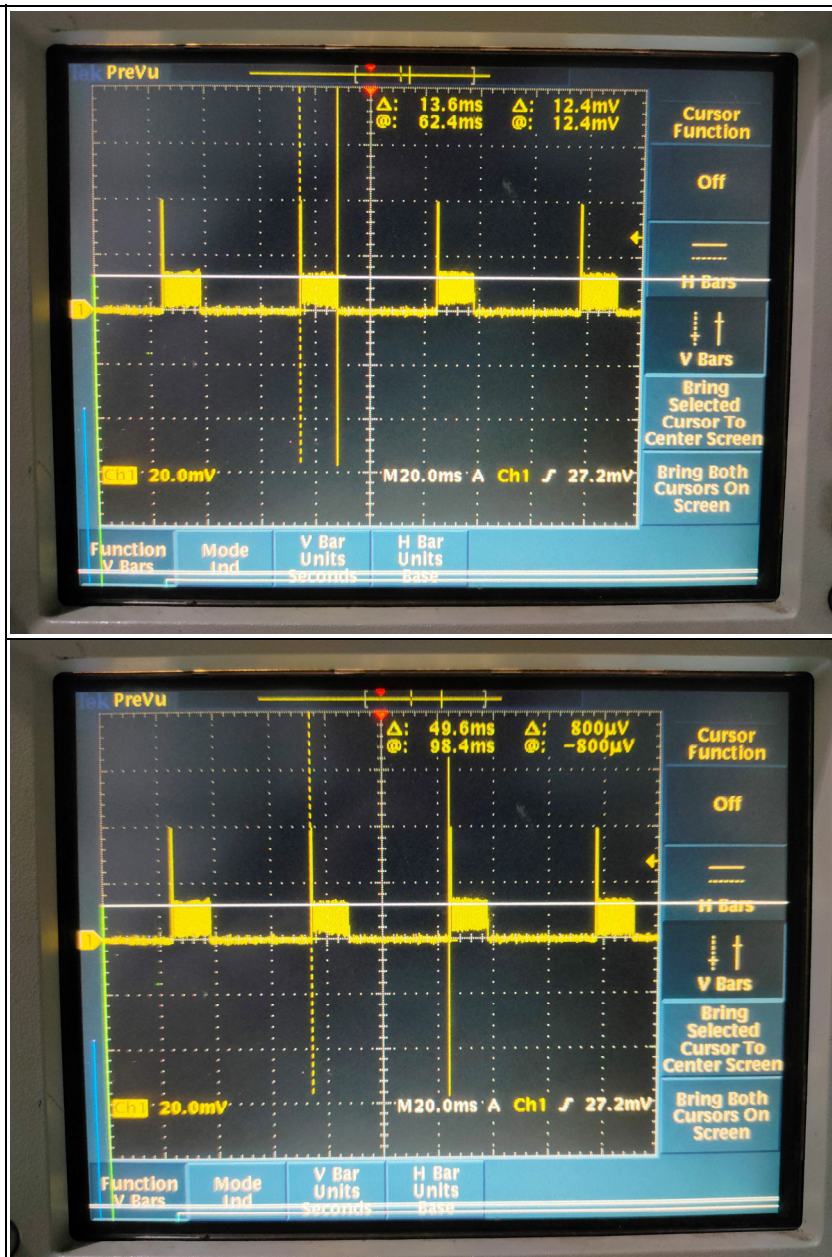 Tek PreVu
Δ: 13.6ms Δ: 12.4mV
@: 62.4ms @: 12.4mV
Cursor
Function
Off
H Bars
V Bars
Bring
Selected
Cursor To
Center Screen
Bring Both
Cursors On
Screen
1
Ch1 20.0mV M20.0ms A Ch1 ʃ 27.2mV
Function
V Bars
Mode
Ind
V Bar
Units
Seconds
H Bar
Units
Base
Tek PreVu
Δ: 49.6ms Δ: 800µV
@: 98.4ms @: -800µV
Cursor
Function
Off
H Bars
V Bars
Bring
Selected
Cursor To
Center Screen
Bring Both
Cursors On
Screen
1
Ch1 20.0mV M20.0ms A Ch1 ʃ 27.2mV
Function
V Bars
Mode
Ind
V Bar
Units
Seconds
H Bar
Units
Base